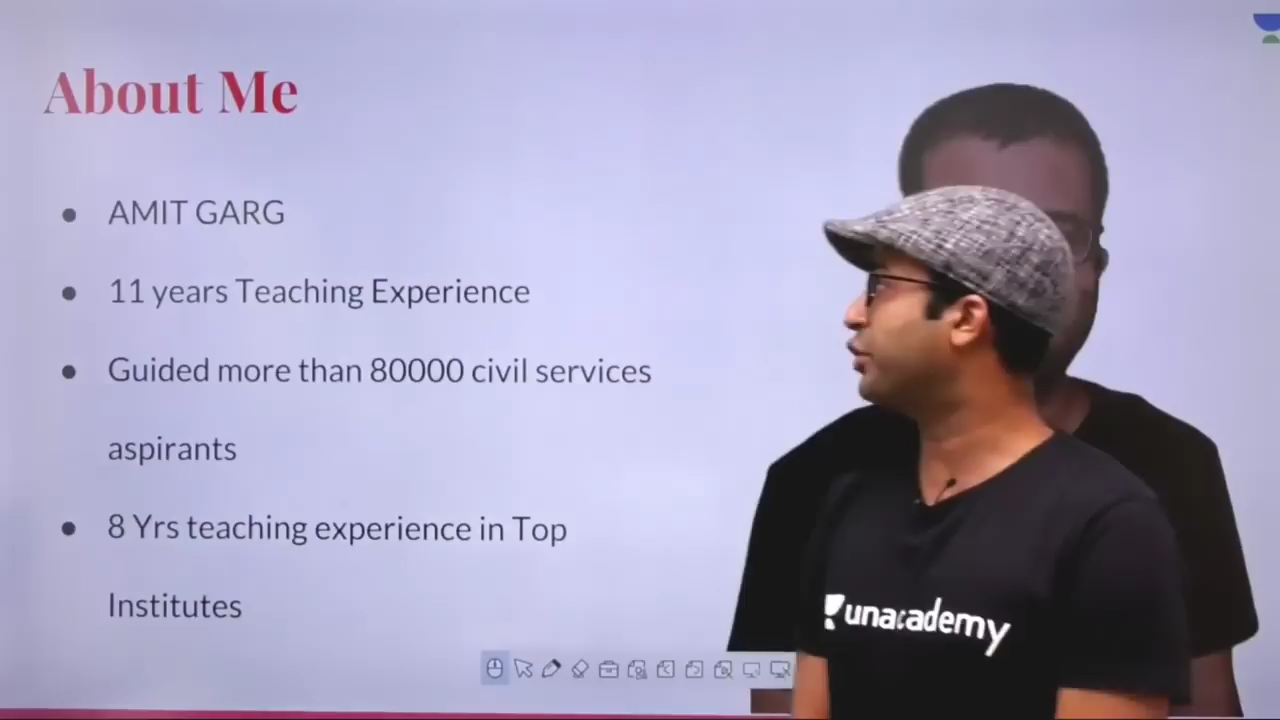 About Me
AMIT GARG
11 years Teaching Experience
Guided more than 80000 civil services
aspirants
8 Yrs teaching experience in Top
Institutes
unacademy